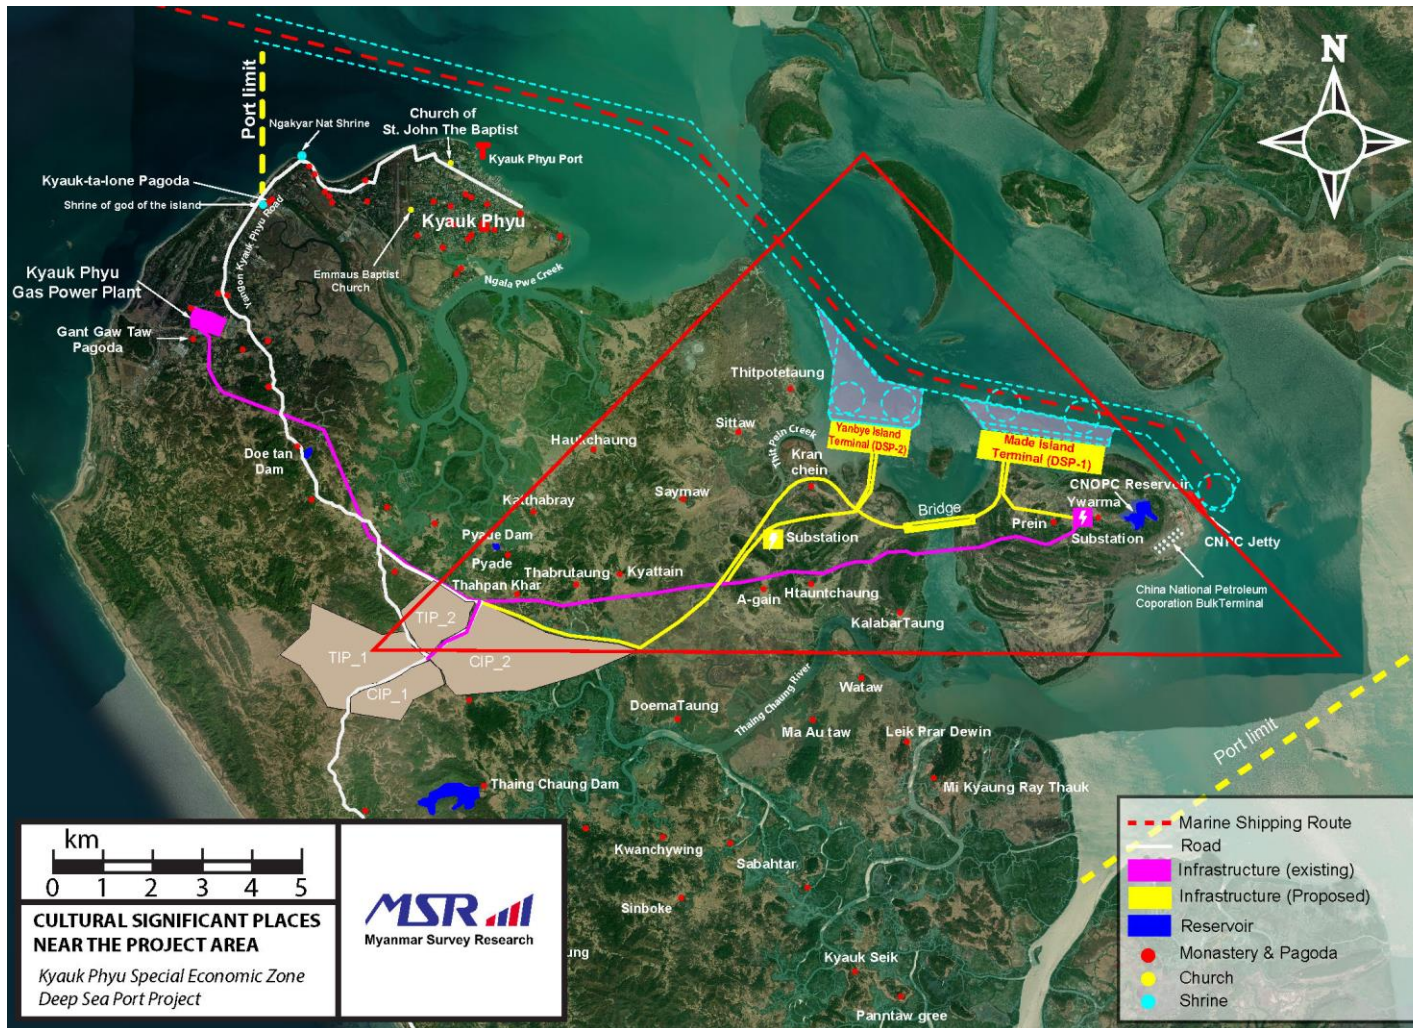 N
Port limit
Ngakyar Nat Shrine
Church of
St. John The Baptist
Kyauk Phyu Port
Kyauk-ta-lone Pagoda
Shrine of god of the island
Yangon Kyauk Phyu Road
Kyauk Phyu
Emmaus Baptist
Church
Ngala Pwe Creek
Kyauk Phyu
Gas Power Plant
Gant Gaw Taw
Pagoda
Thitpotetaung
Sittaw
Thit Pein Creek
Yanbye Island
Terminal (DSP-2)
Made Island
Terminal (DSP-1)
Haukchaung
Kran
chein
Doe tan
Dam
Saymaw
CNOPC Reservoir
Ywarma
Katthabray
Bridge
Prein
Pyade Dam
Pyade
Substation
Substation
CNPC Jetty
Thahpan Khar
Thabrutaung
Kyattain
A-gain
Htauntchaung
China National Petroleum
Coporation BulkTerminal
KalabarTaung
TIP_2
TIP_1
CIP_2
CIP_1
Wataw
DoemaTaung
Thaing Chaung River
Ma Au taw
Leik Prar Dewin
Port limit
Thaing Chaung Dam
Mi Kyaung Ray Thauk
Kwanchywing
Sabahtar
Sinboke
ung
Kyauk Seik
Panntaw gree
km
0 1 2 3 4 5
CULTURAL SIGNIFICANT PLACES
NEAR THE PROJECT AREA
Kyauk Phyu Special Economic Zone
Deep Sea Port Project
MSR
Myanmar Survey Research
Marine Shipping Route
Road
Infrastructure (existing)
Infrastructure (Proposed)
Reservoir
Monastery & Pagoda
Church
Shrine